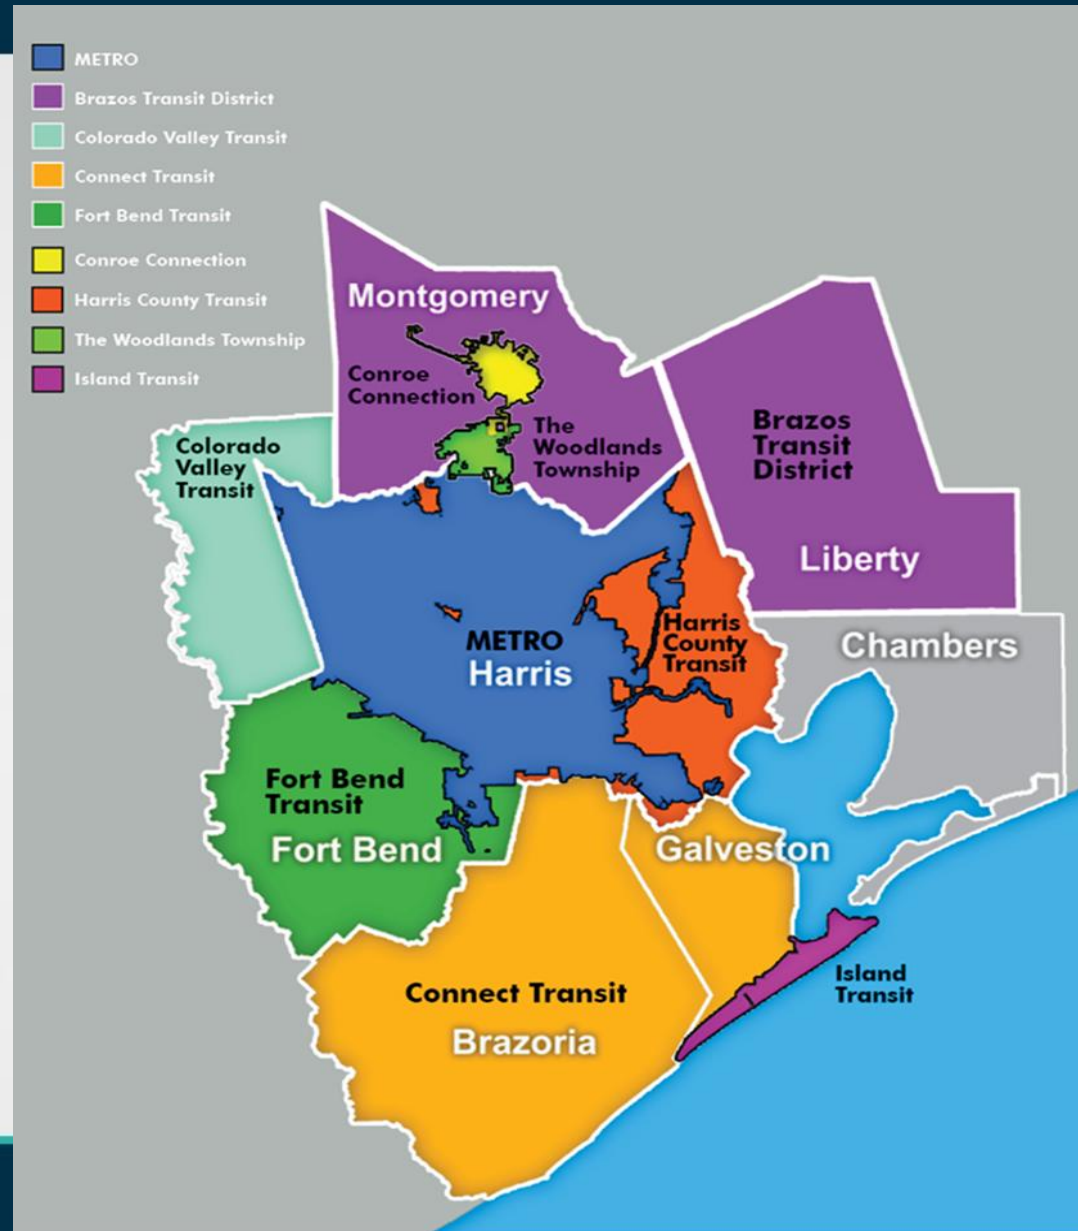 METRO
Brazos Transit District
Colorado Valley Transit
Connect Transit
Fort Bend Transit
Conroe Connection
Harris County Transit
The Woodlands Township
Island Transit
Montgomery
Conroe
Connection
The
Woodlands
Township
Brazos
Transit
District
Colorado
Valley
Transit
Liberty
METRO
Harris
Harris
County
Transit
Chambers
Fort Bend
Transit
Fort Bend
Galveston
Island
Transit
Connect Transit
Brazoria